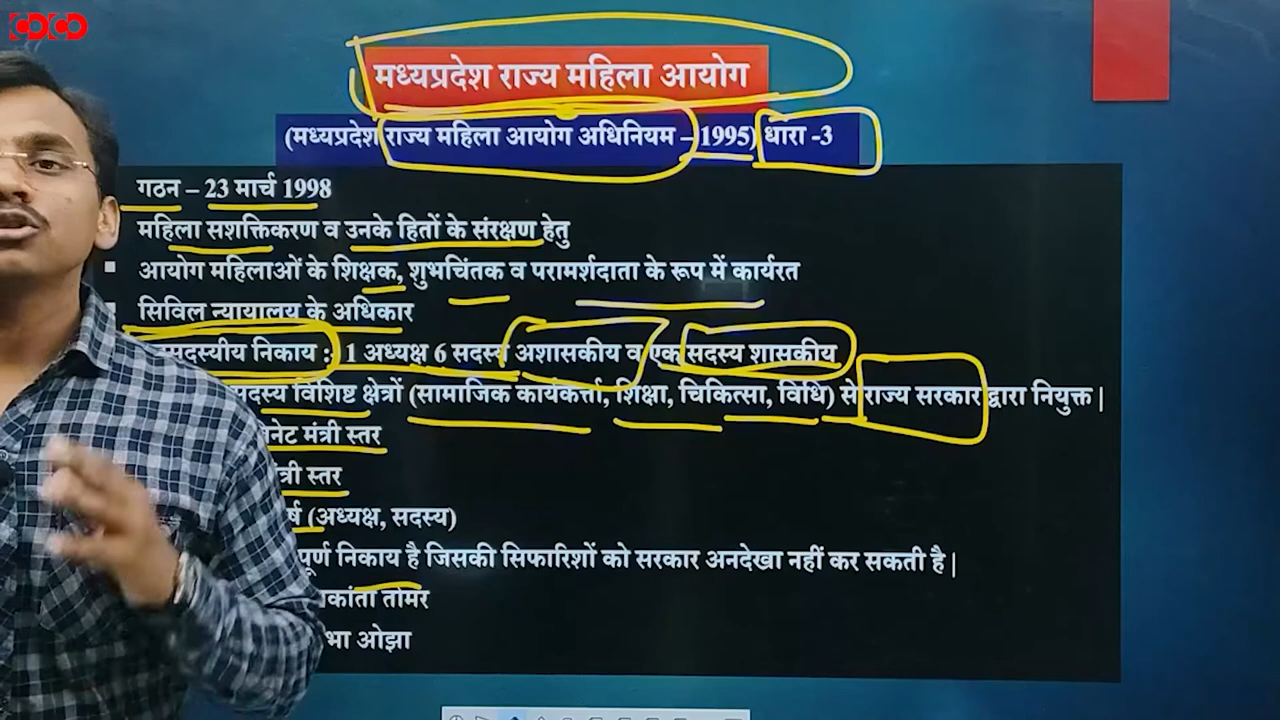 मध्यप्रदेश राज्य महिला आयोग
(मध्यप्रदेश राज्य महिला आयोग अधिनियम – 1995) धारा -3
गठन – 23 मार्च 1998
महिला सशक्तिकरण व उनके हितों के संरक्षण हेतु
आयोग महिलाओं के शिक्षक, शुभचिंतक व परामर्शदाता के रूप में कार्यरत
सिविल न्यायालय के अधिकार
सदस्यीय निकाय :- 1 अध्यक्ष 6 सदस्य अशासकीय व एक सदस्य शासकीय
सदस्य विशिष्ट क्षेत्रों (सामाजिक कार्यकर्त्ता, शिक्षा, चिकित्सा, विधि) से राज्य सरकार द्वारा नियुक्त |
नेट मंत्री स्तर
त्री स्तर
र्ष (अध्यक्ष, सदस्य)
पूर्ण निकाय है जिसकी सिफारिशों को सरकार अनदेखा नहीं कर सकती है |
कांता तोमर
भा ओझा